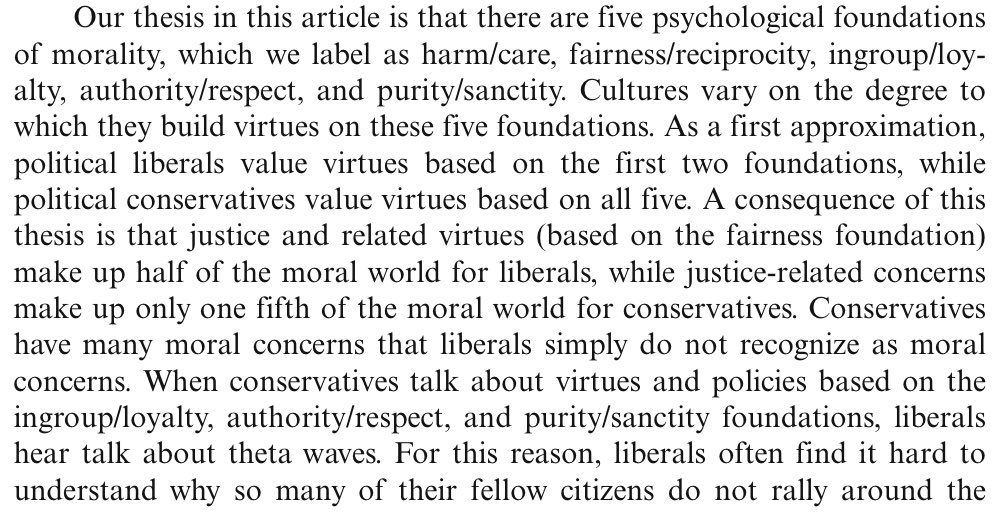 Our thesis in this article is that there are five psychological foundations
of morality, which we label as harm/care, fairness/reciprocity, ingroup/loy-
alty, authority/respect, and purity/sanctity. Cultures vary on the degree to
which they build virtues on these five foundations. As a first approximation,
political liberals value virtues based on the first two foundations, while
political conservatives value virtues based on all five. A consequence of this
thesis is that justice and related virtues (based on the fairness foundation)
make up half of the moral world for liberals, while justice-related concerns
make up only one fifth of the moral world for conservatives. Conservatives
have many moral concerns that liberals simply do not recognize as moral
concerns. When conservatives talk about virtues and policies based on the
ingroup/loyalty, authority/respect, and purity/sanctity foundations, liberals
hear talk about theta waves. For this reason, liberals often find it hard to
understand why so many of their fellow citizens do not rally around the